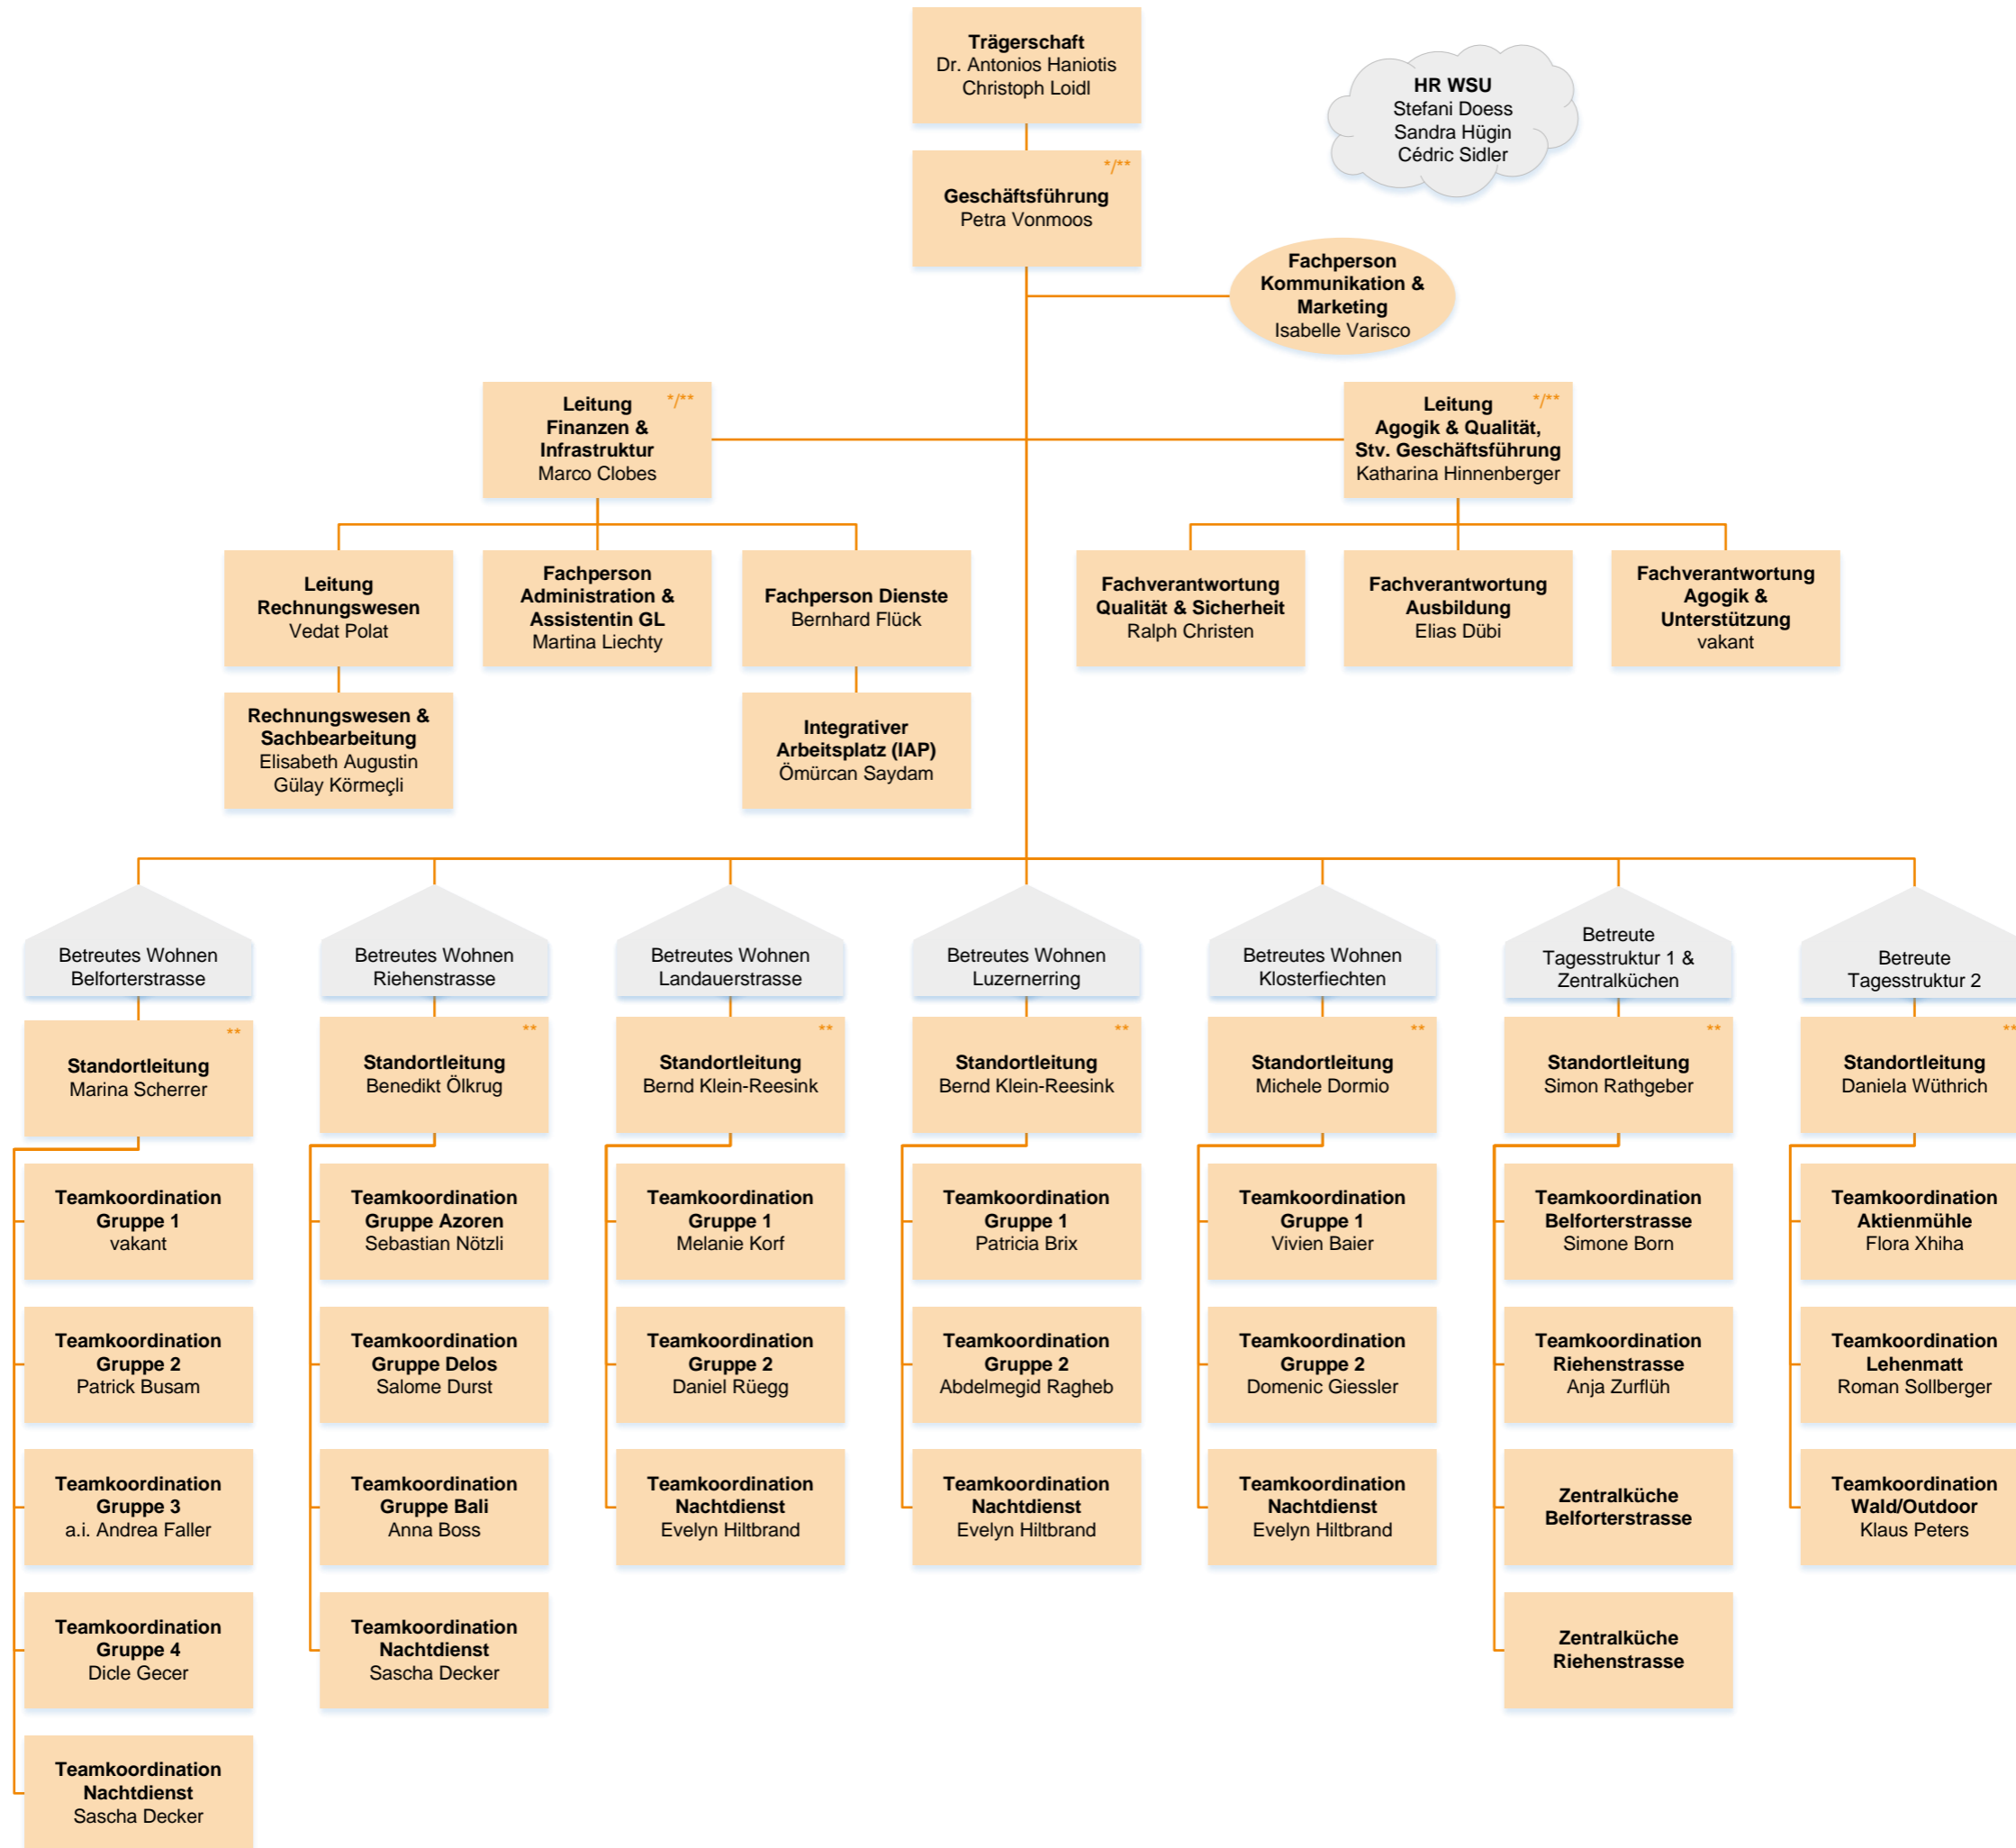 Trägerschaft
Dr. Antonios Haniotis
Christoph Loidl
HR WSU
Stefani Doess
Sandra Hügin
Cédric Sidler
*/**
Geschäftsführung
Petra Vonmoos
Fachperson
Kommunikation &
Marketing
Isabelle Varisco
Leitung */**
Finanzen &
Infrastruktur
Marco Clobes
Leitung */**
Agogik & Qualität,
Stv. Geschäftsführung
Katharina Hinnenberger
Leitung
Rechnungswesen
Vedat Polat
Fachperson
Administration &
Assistentin GL
Martina Liechty
Fachperson Dienste
Bernhard Flück
Fachverantwortung
Qualität & Sicherheit
Ralph Christen
Fachverantwortung
Ausbildung
Elias Dübi
Fachverantwortung
Agogik &
Unterstützung
vakant
Rechnungswesen &
Sachbearbeitung
Elisabeth Augustin
Gülay Körmeçli
Integrativer
Arbeitsplatz (IAP)
Ömürcan Saydam
Betreutes Wohnen
Belforterstrasse
Betreutes Wohnen
Riehenstrasse
Betreutes Wohnen
Landauerstrasse
Betreutes Wohnen
Luzernerring
Betreutes Wohnen
Klosterfiechten
Betreute
Tagesstruktur 1 &
Zentralküchen
Betreute
Tagesstruktur 2
**
Standortleitung
Marina Scherrer
**
Standortleitung
Benedikt Ölkrug
**
Standortleitung
Bernd Klein-Reesink
**
Standortleitung
Bernd Klein-Reesink
**
Standortleitung
Michele Dormio
**
Standortleitung
Simon Rathgeber
**
Standortleitung
Daniela Wüthrich
Teamkoordination
Gruppe 1
vakant
Teamkoordination
Gruppe Azoren
Sebastian Nötzli
Teamkoordination
Gruppe 1
Melanie Korf
Teamkoordination
Gruppe 1
Patricia Brix
Teamkoordination
Gruppe 1
Vivien Baier
Teamkoordination
Belforterstrasse
Simone Born
Teamkoordination
Aktienmühle
Flora Xhiha
Teamkoordination
Gruppe 2
Patrick Busam
Teamkoordination
Gruppe Delos
Salome Durst
Teamkoordination
Gruppe 2
Daniel Rüegg
Teamkoordination
Gruppe 2
Abdelmegid Ragheb
Teamkoordination
Gruppe 2
Domenic Giessler
Teamkoordination
Riehenstrasse
Anja Zurflüh
Teamkoordination
Lehenmatt
Roman Sollberger
Teamkoordination
Gruppe 3
a.i. Andrea Faller
Teamkoordination
Gruppe Bali
Anna Boss
Teamkoordination
Nachtdienst
Evelyn Hiltbrand
Teamkoordination
Nachtdienst
Evelyn Hiltbrand
Teamkoordination
Nachtdienst
Evelyn Hiltbrand
Zentralküche
Belforterstrasse
Teamkoordination
Wald/Outdoor
Klaus Peters
Teamkoordination
Gruppe 4
Dicle Gecer
Teamkoordination
Nachtdienst
Sascha Decker
Zentralküche
Riehenstrasse
Teamkoordination
Nachtdienst
Sascha Decker